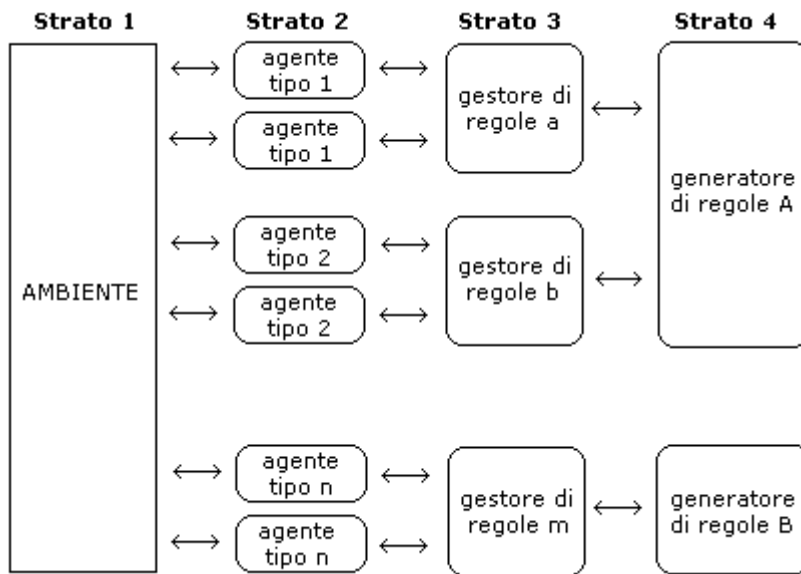 Strato 1 Strato 2 Strato 3 Strato 4
agente
tipo 1
agente
tipo 1
gestore di
regole a
generatore
di regole A
AMBIENTE
agente
tipo 2
agente
tipo 2
gestore di
regole b
agente
tipo n
agente
tipo n
gestore di
regole m
generatore
di regole B